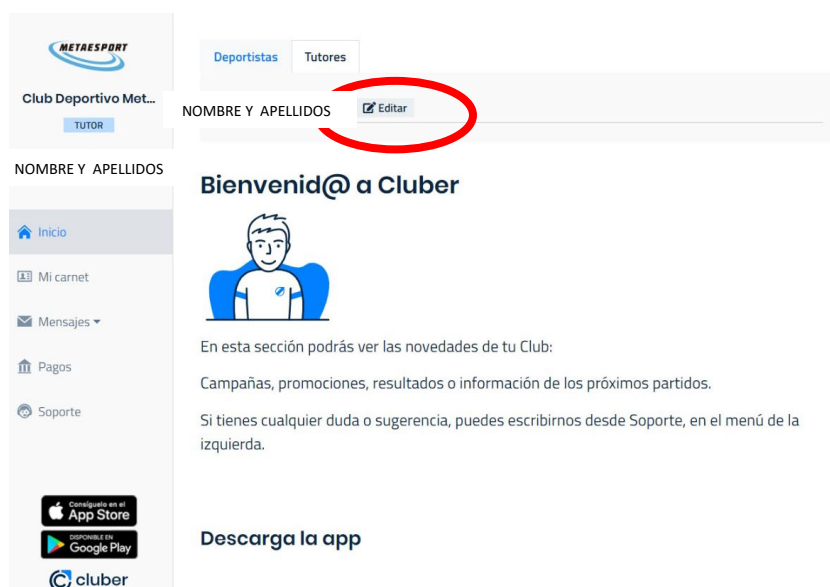 METAESPORT
Club Deportivo Met...
TUTOR
NOMBRE Y APELLIDOS
Inicio
Mi carnet
Mensajes
Pagos
Soporte
Consíguelo en el
App Store
DISPONIBLE EN
Google Play
cluber
Deportistas Tutores
NOMBRE Y APELLIDOS Editar
Bienvenid@ a Cluber
En esta sección podrás ver las novedades de tu Club:
Campañas, promociones, resultados o información de los próximos partidos.
Si tienes cualquier duda o sugerencia, puedes escribirnos desde Soporte, en el menú de la
izquierda.
Descarga la app